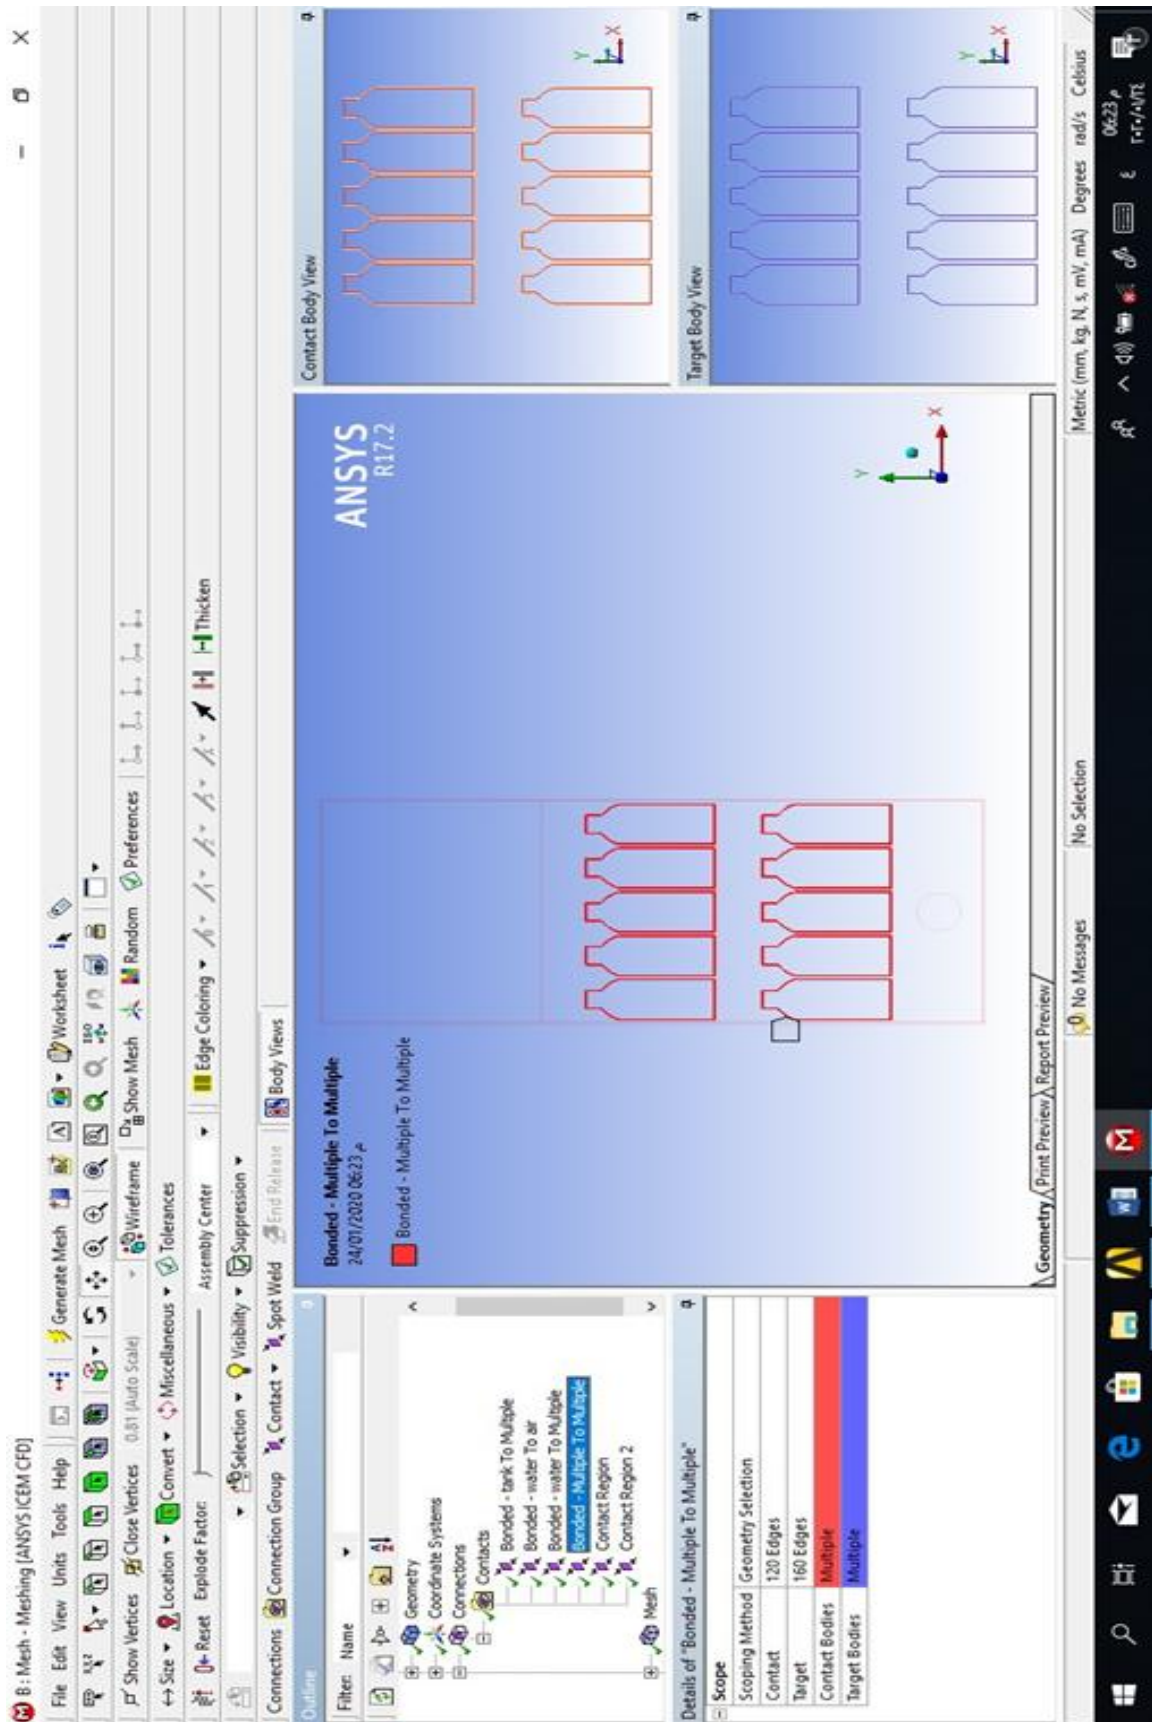 B : Mesh - Meshing [ANSYS ICEM CFD]
File Edit View Units Tools Help Generate Mesh Worksheet
Show Vertices Close Vertices 0.81 (Auto Scale) Wireframe Show Mesh Random Preferences
Size Location Convert Miscellaneous Tolerances
Reset Explode Factor: Assembly Center Edge Coloring Thicken
Selection Visibility Suppression
Connections Connection Group Contact Spot Weld End Release Body Views
Outline
Filter: Name
Geometry
Coordinate Systems
Connections
Contacts
Bonded - tank To Multiple
Bonded - water To air
Bonded - water To Multiple
Bonded - Multiple To Multiple
Contact Region
Contact Region 2
Mesh
Details of "Bonded - Multiple To Multiple"
Scope
Scoping Method Geometry Selection
Contact 120 Edges
Target 160 Edges
Contact Bodies Multiple
Target Bodies Multiple
Bonded - Multiple To Multiple
24/01/2020 06:23 م
Bonded - Multiple To Multiple
ANSYS
R17.2
Y
X
Geometry Print Preview Report Preview
Contact Body View
Y
X
Target Body View
Y
X
0 No Messages No Selection Metric (mm, kg, N, s, mV, mA) Degrees rad/s Celsius
ع
06:23 م